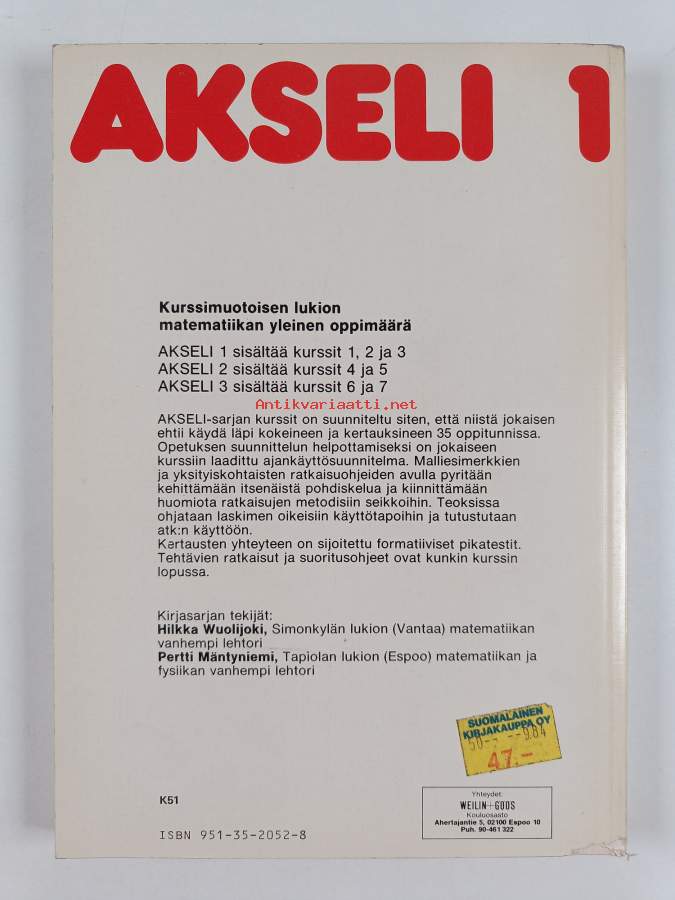 AKSELI 1
Kurssimuotoisen lukion
matematiikan yleinen oppimäärä
AKSELI 1 sisältää kurssit 1, 2 ja 3
AKSELI 2 sisältää kurssit 4 ja 5
AKSELI 3 sisältää kurssit 6 ja 7
Antikvariaatti.net
AKSELI-sarjan kurssit on suunniteltu siten, että niistä jokaisen
ehtii käydä läpi kokeineen ja kertauksineen 35 oppitunnissa.
Opetuksen suunnittelun helpottamiseksi on jokaiseen
kurssiin laadittu ajankäyttösuunnitelma. Malliesimerkkien
ja yksityiskohtaisten ratkaisuohjeiden avulla pyritään
kehittämään itsenäistä pohdiskelua ja kiinnittämään
huomiota ratkaisujen metodisiin seikkoihin. Teoksissa
ohjataan laskimen oikeisiin käyttötapoihin ja tutustutaan
atk:n käyttöön.
Kertausten yhteyteen on sijoitettu formatiiviset pikatestit.
Tehtävien ratkaisut ja suoritusohjeet ovat kunkin kurssin
lopussa.
Kirjasarjan tekijät:
Hilkka Wuolijoki, Simonkylän lukion (Vantaa) matematiikan
vanhempi lehtori
Pertti Mäntyniemi, Tapiolan lukion (Espoo) matematiikan ja
fysiikan vanhempi lehtori
SUOMALAINEN
KIRJAKAUPPA OY
47.-
K51
ISBN 951-35-2052-8
Yhteydet:
WEILIN+GÖÖS
Kouluosasto
Ahertajantie 5, 02100 Espoo 10
Puh. 90-461 322